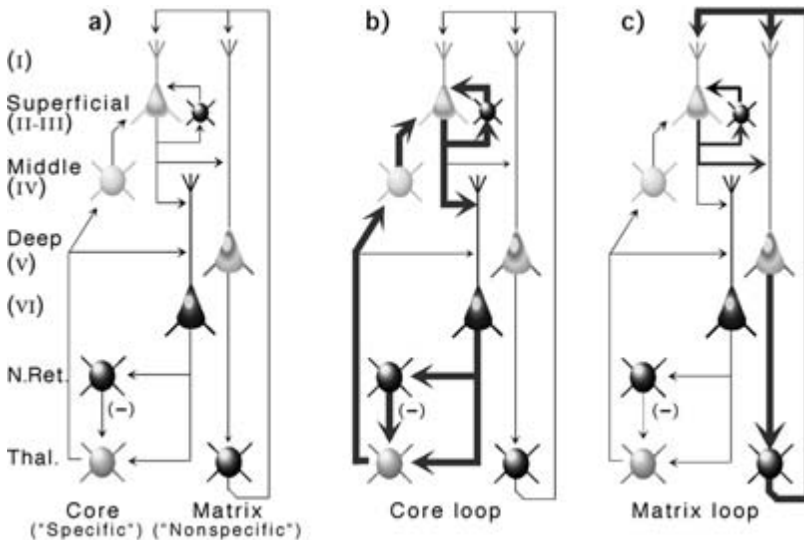 a)
b)
c)
(I)
Superficial
(II-III)
Middle
(IV)
Deep
(V)
(VI)
N.Ret.
(-)
(-)
(-)
Thal.
Core
("Specific")
Matrix
("Nonspecific")
Core loop
Matrix loop